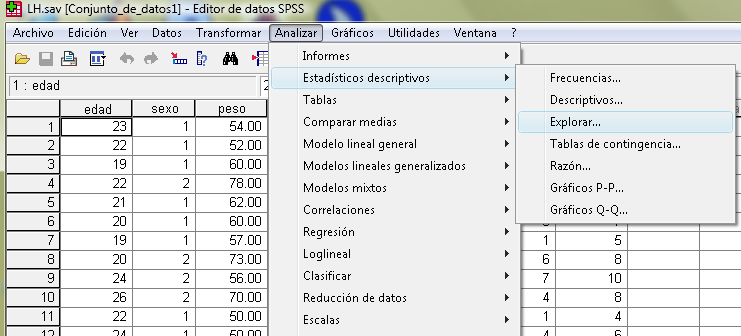 LH.sav [Conjunto_de_datos1] - Editor de datos SPSS
Archivo Edición Ver Datos Transformar Analizar Gráficos Utilidades Ventana ?
1 : edad
edad sexo peso
1 23 1 54.00
2 22 1 52.00
3 19 1 60.00
4 22 2 78.00
5 21 1 62.00
6 20 1 60.00
7 19 1 57.00 1 5
8 20 2 73.00 6 8
9 24 2 56.00 7 10
10 26 2 70.00 4 8
11 22 1 50.00 1 4
12 24 1 50.00
Informes
Estadísticos descriptivos
Tablas
Comparar medias
Modelo lineal general
Modelos lineales generalizados
Modelos mixtos
Correlaciones
Regresión
Loglineal
Clasificar
Reducción de datos
Escalas
Frecuencias...
Descriptivos...
Explorar...
Tablas de contingencia...
Razón...
Gráficos P-P...
Gráficos Q-Q...